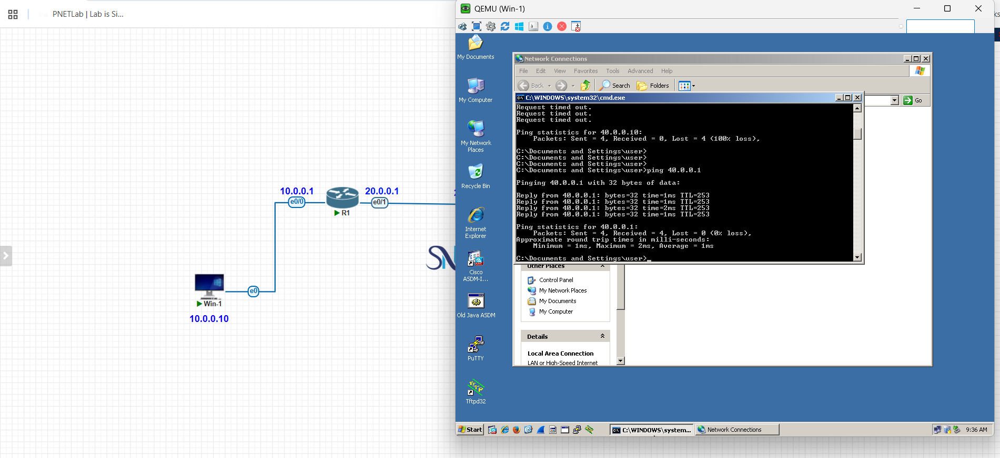 PNETLab | Lab is Si...
QEMU (Win-1)
My Documents
My Computer
My Network
Places
Recycle Bin
Internet
Explorer
Cisco
ASDM-I...
Old Java ASDM
PuTTY
Tftpd32
Network Connections
File Edit View Favorites Tools Advanced Help
Back Search Folders
Go
C:\WINDOWS\system32\cmd.exe
Request timed out.
Request timed out.
Request timed out.
Ping statistics for 40.0.0.10:
Packets: Sent = 4, Received = 0, Lost = 4 (100% loss),
C:\Documents and Settings\user>
C:\Documents and Settings\user>
C:\Documents and Settings\user>
C:\Documents and Settings\user>ping 40.0.0.1
Pinging 40.0.0.1 with 32 bytes of data:
Reply from 40.0.0.1: bytes=32 time=1ms TTL=253
Reply from 40.0.0.1: bytes=32 time=1ms TTL=253
Reply from 40.0.0.1: bytes=32 time=2ms TTL=253
Reply from 40.0.0.1: bytes=32 time=1ms TTL=253
Ping statistics for 40.0.0.1:
Packets: Sent = 4, Received = 4, Lost = 0 (0% loss),
Approximate round trip times in milli-seconds:
Minimum = 1ms, Maximum = 2ms, Average = 1ms
C:\Documents and Settings\user>_
Other Places
Control Panel
My Network Places
My Documents
My Computer
Details
Local Area Connection
LAN or High-Speed Internet
10.0.0.1
20.0.0.1
e0/0
e0/1
R1
e0
Win-1
10.0.0.10
Start
C:\WINDOWS\system...
Network Connections
9:36 AM